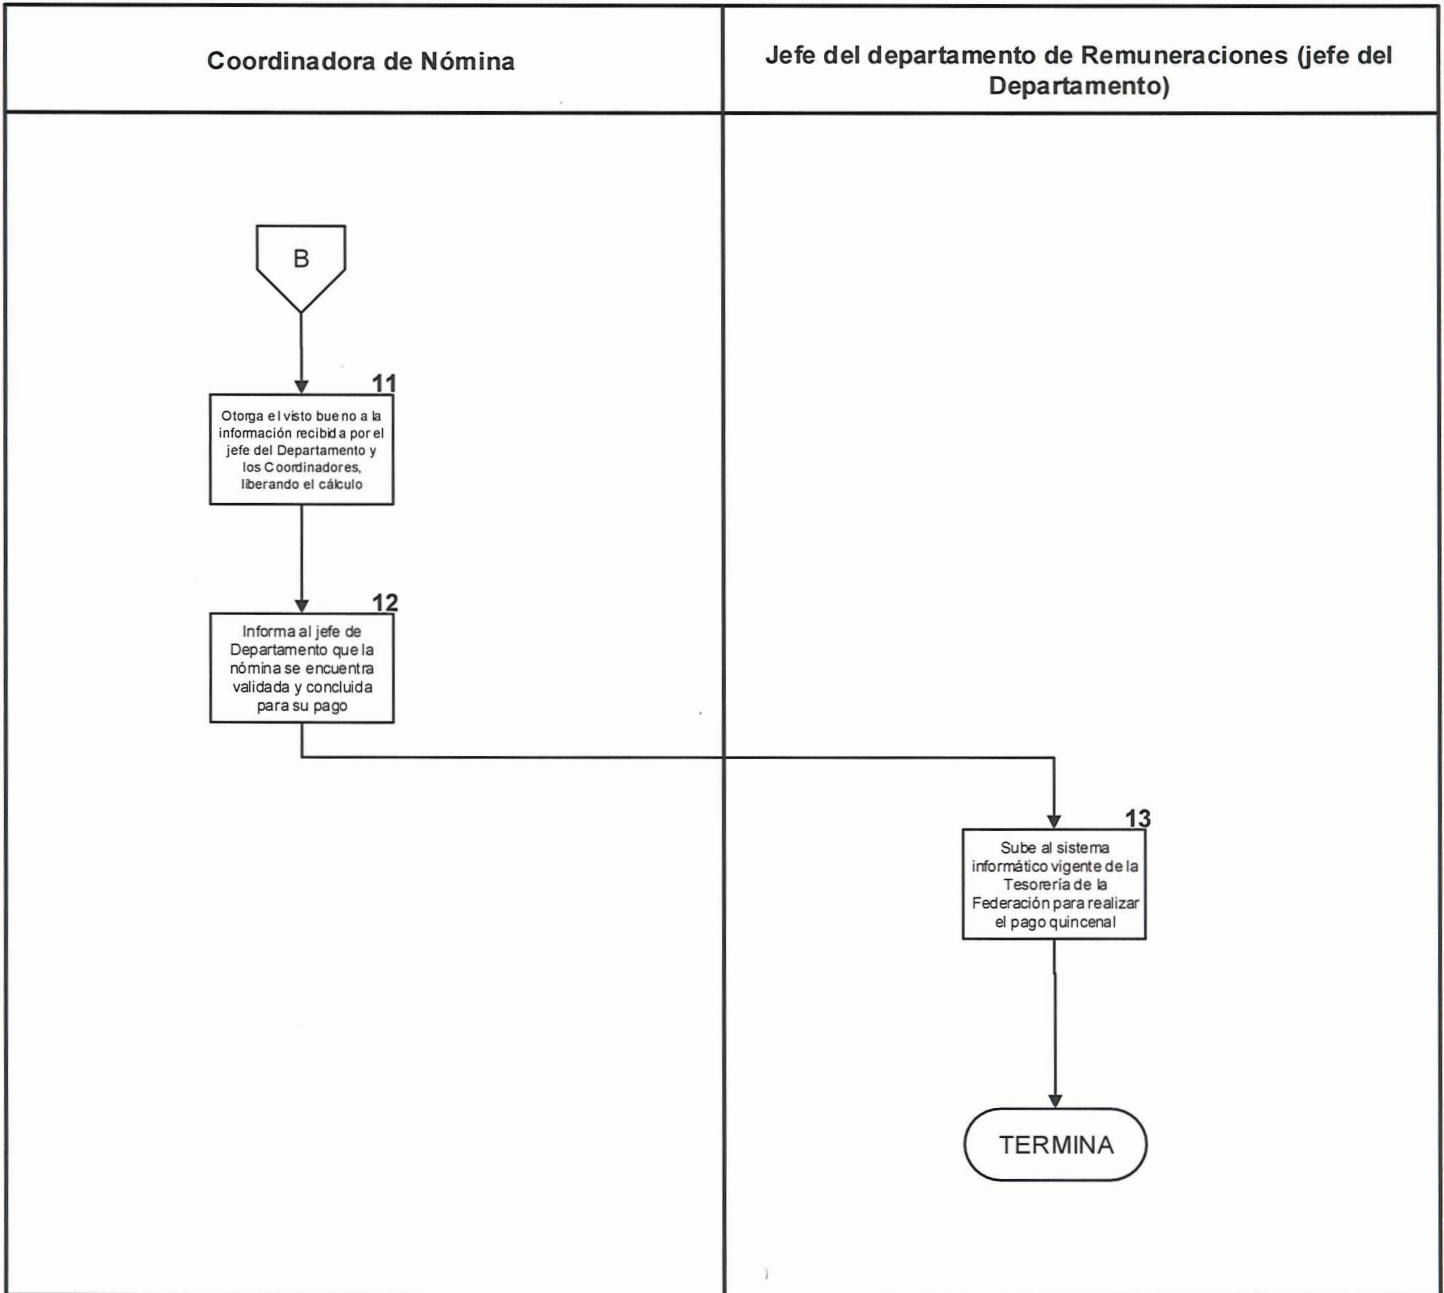 Coordinadora de Nómina
Jefe del departamento de Remuneraciones (jefe del
Departamento)
B
11
Otorga el visto bueno a la
información recibida por el
jefe del Departamento y
los Coordinadores,
liberando el cálculo
12
Informa al jefe de
Departamento que la
nómina se encuentra
validada y concluida
para su pago
13
Sube al sistema
informático vigente de la
Tesorería de la
Federación para realizar
el pago quincenal
TERMINA